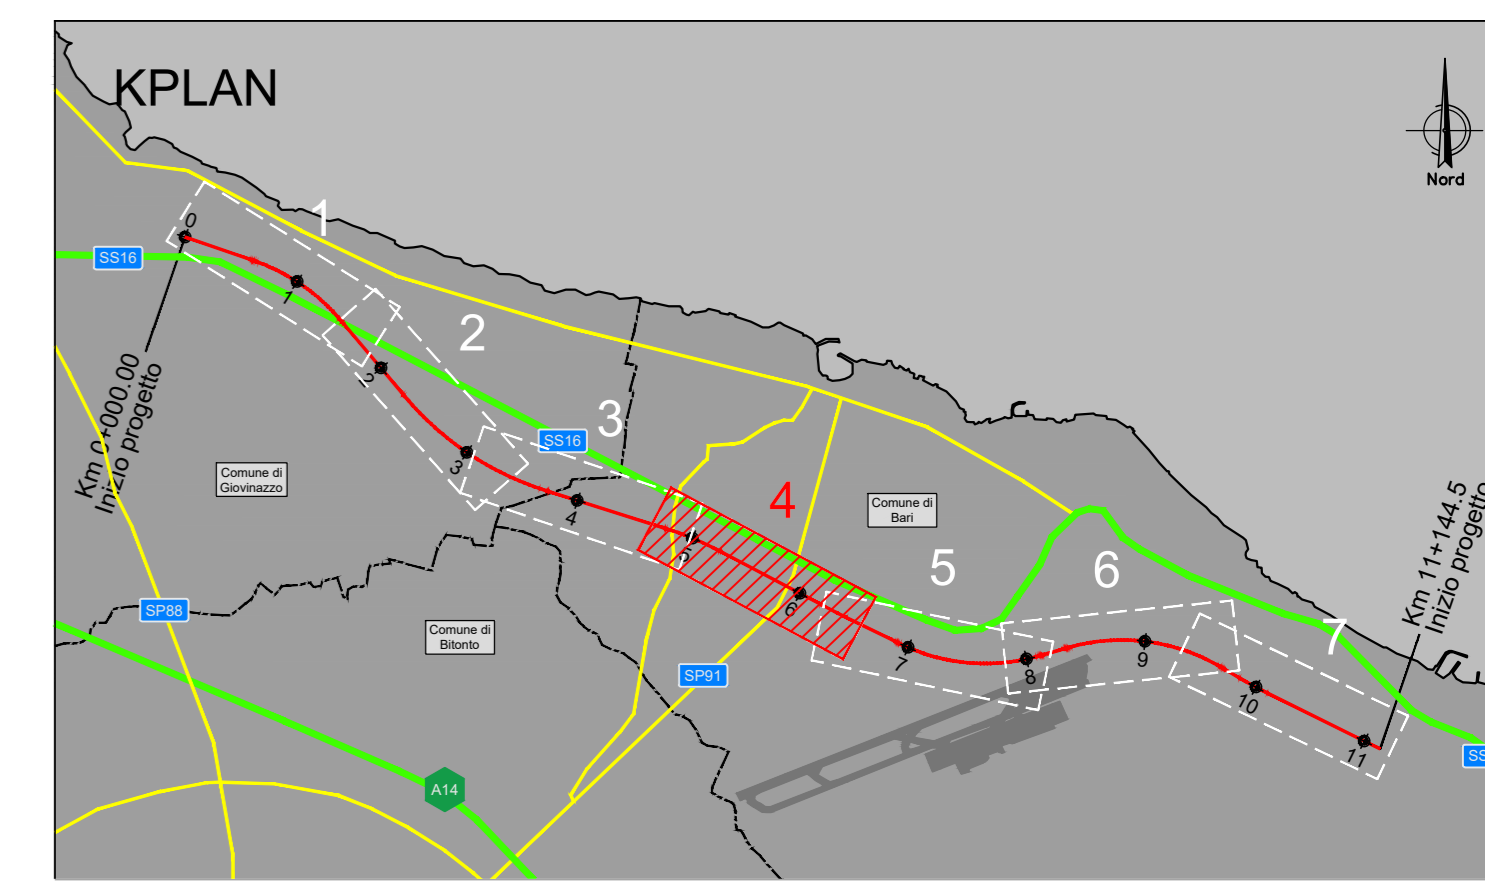 KPLAN
Nord
1
0
SS16
1
2
2
Km 0+000.00
Inizio progetto
3
SS16
3
Comune di
Giovinazzo
4
4
Comune di
Bari
5
5
6
Km 11+144.5
Inizio progetto
6
SP88
Comune di
Bitonto
7
7
SP91
8
9
10
11
SS
A14